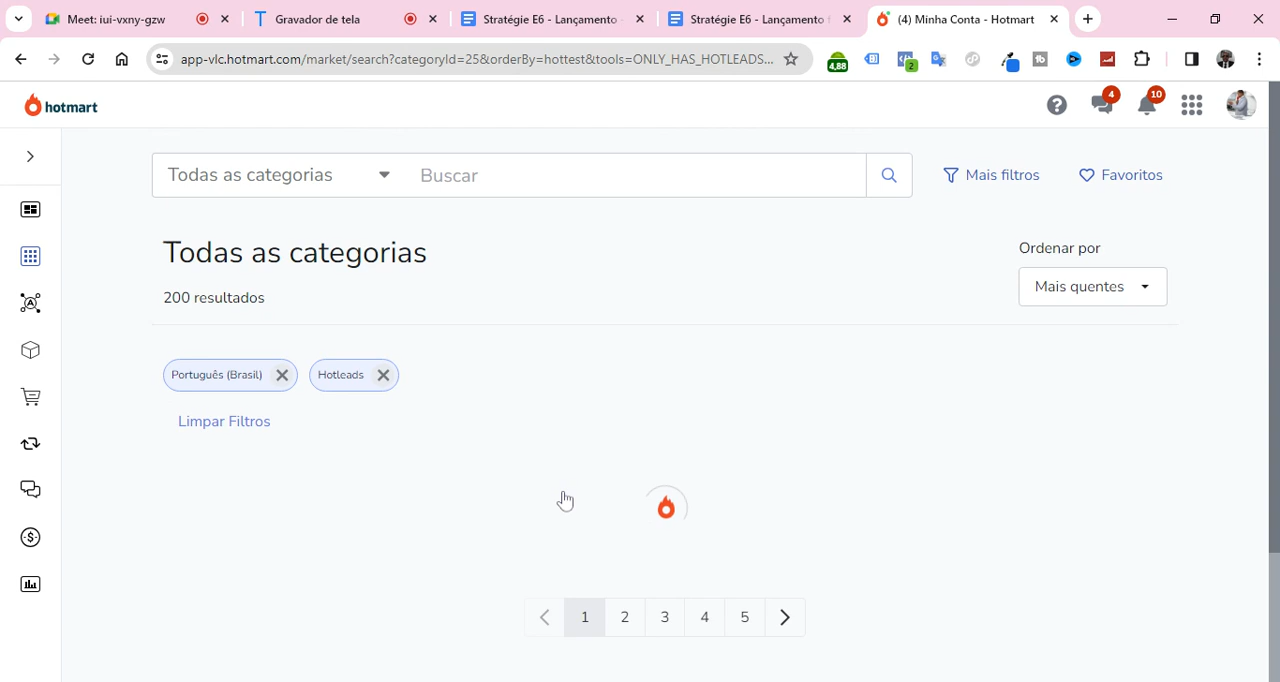 Meet: iui-vxny-gzw
Gravador de tela
Stratégie E6 - Lançamento
Stratégie E6 - Lançamento
(4) Minha Conta - Hotmart
app-vlc.hotmart.com/market/search?categoryId=25&orderBy=hottest&tools=ONLY_HAS_HOTLEADS...
4,88
2
hotmart
4
10
Todas as categorias
Buscar
Mais filtros
Favoritos
Todas as categorias
Ordenar por
200 resultados
Mais quentes
Português (Brasil)
Hotleads
Limpar Filtros
1
2
3
4
5